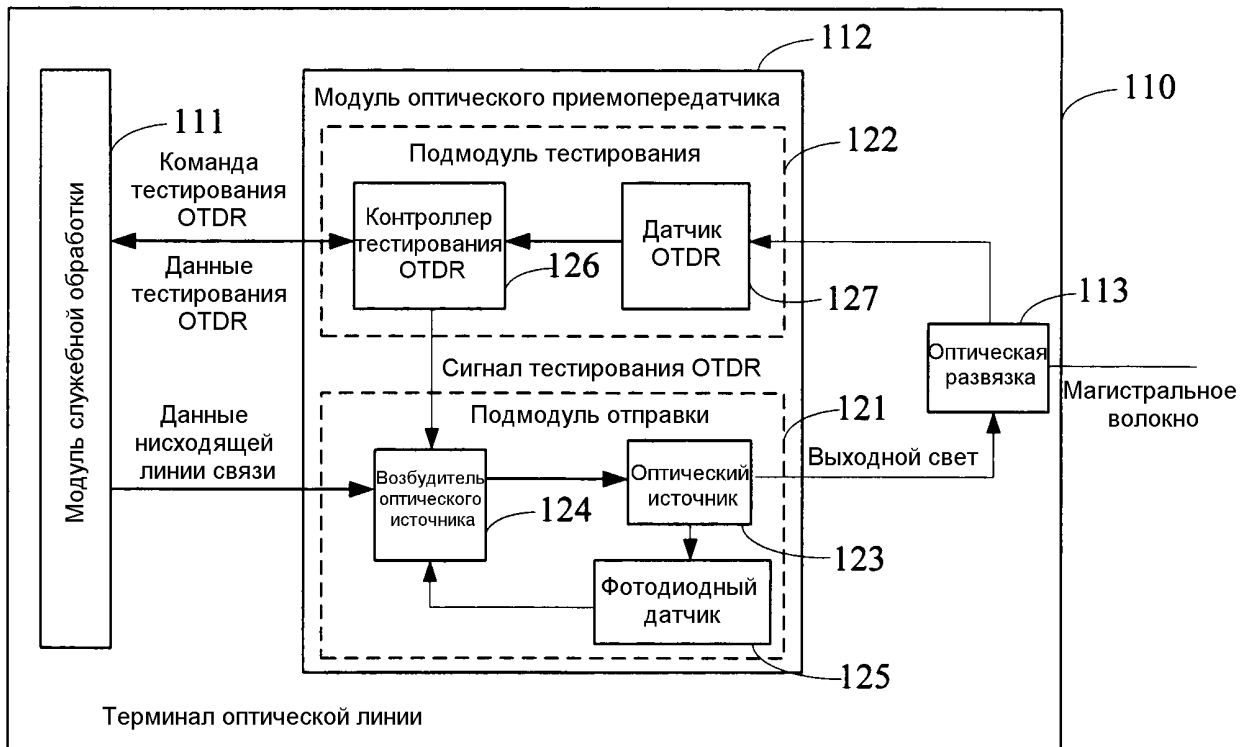 112
Модуль оптического приемопередатчика
110
111
Подмодуль тестирования
122
Команда
тестирования
OTDR
Контроллер
тестирования
OTDR
126
Датчик
OTDR
127
Данные
тестирования
OTDR
113
Оптическая
развязка
Магистральное
волокно
Модуль служебной обработки
Сигнал тестирования OTDR
Подмодуль отправки
121
Данные
нисходящей
линии связи
Возбудитель
оптического
источника
124
Оптический
источник
123
Выходной свет
Фотодиодный
датчик
125
Терминал оптической линии